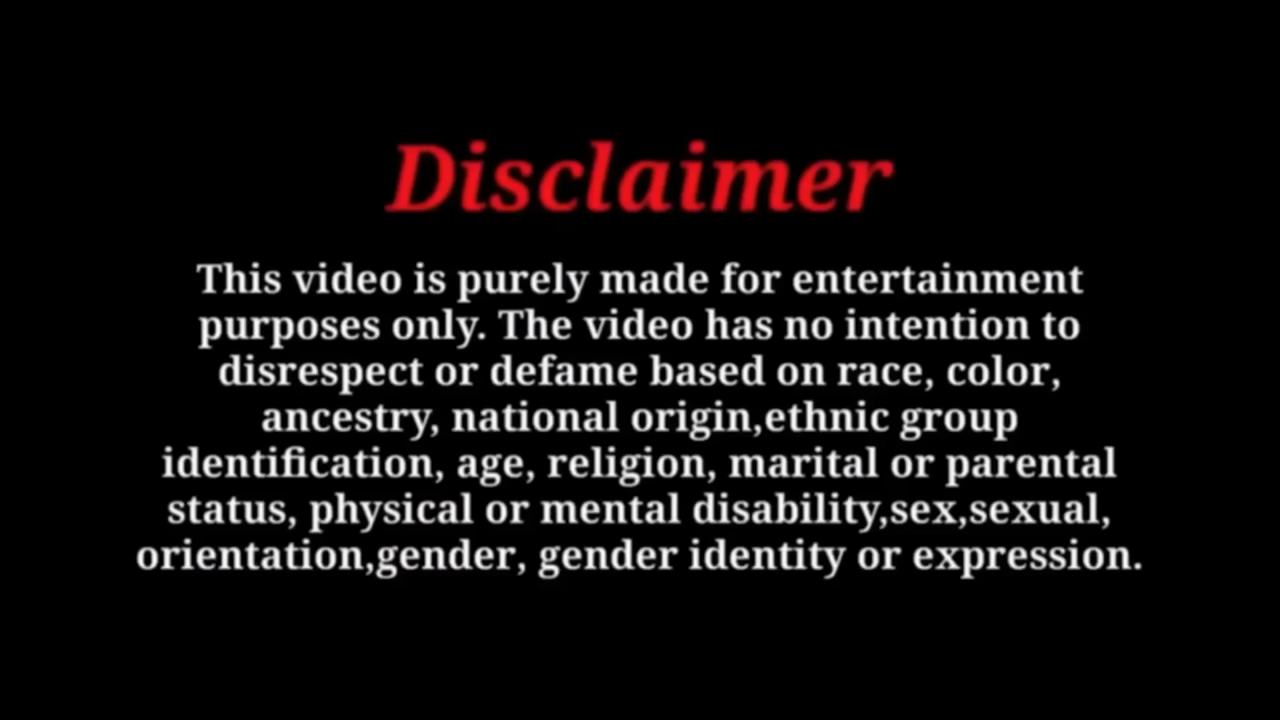 Disclaimer
This video is purely made for entertainment
purposes only. The video has no intention to
disrespect or defame based on race, color,
ancestry, national origin,ethnic group
identification, age, religion, marital or parental
status, physical or mental disability,sex,sexual,
orientation,gender, gender identity or expression.